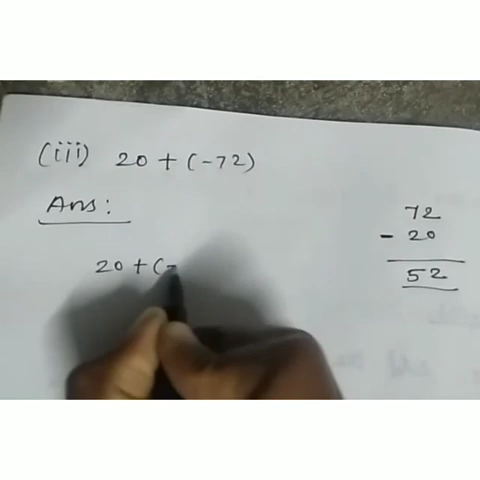 (iii) 20 + (-72)
Ans:
20 + (-
72
- 20
52